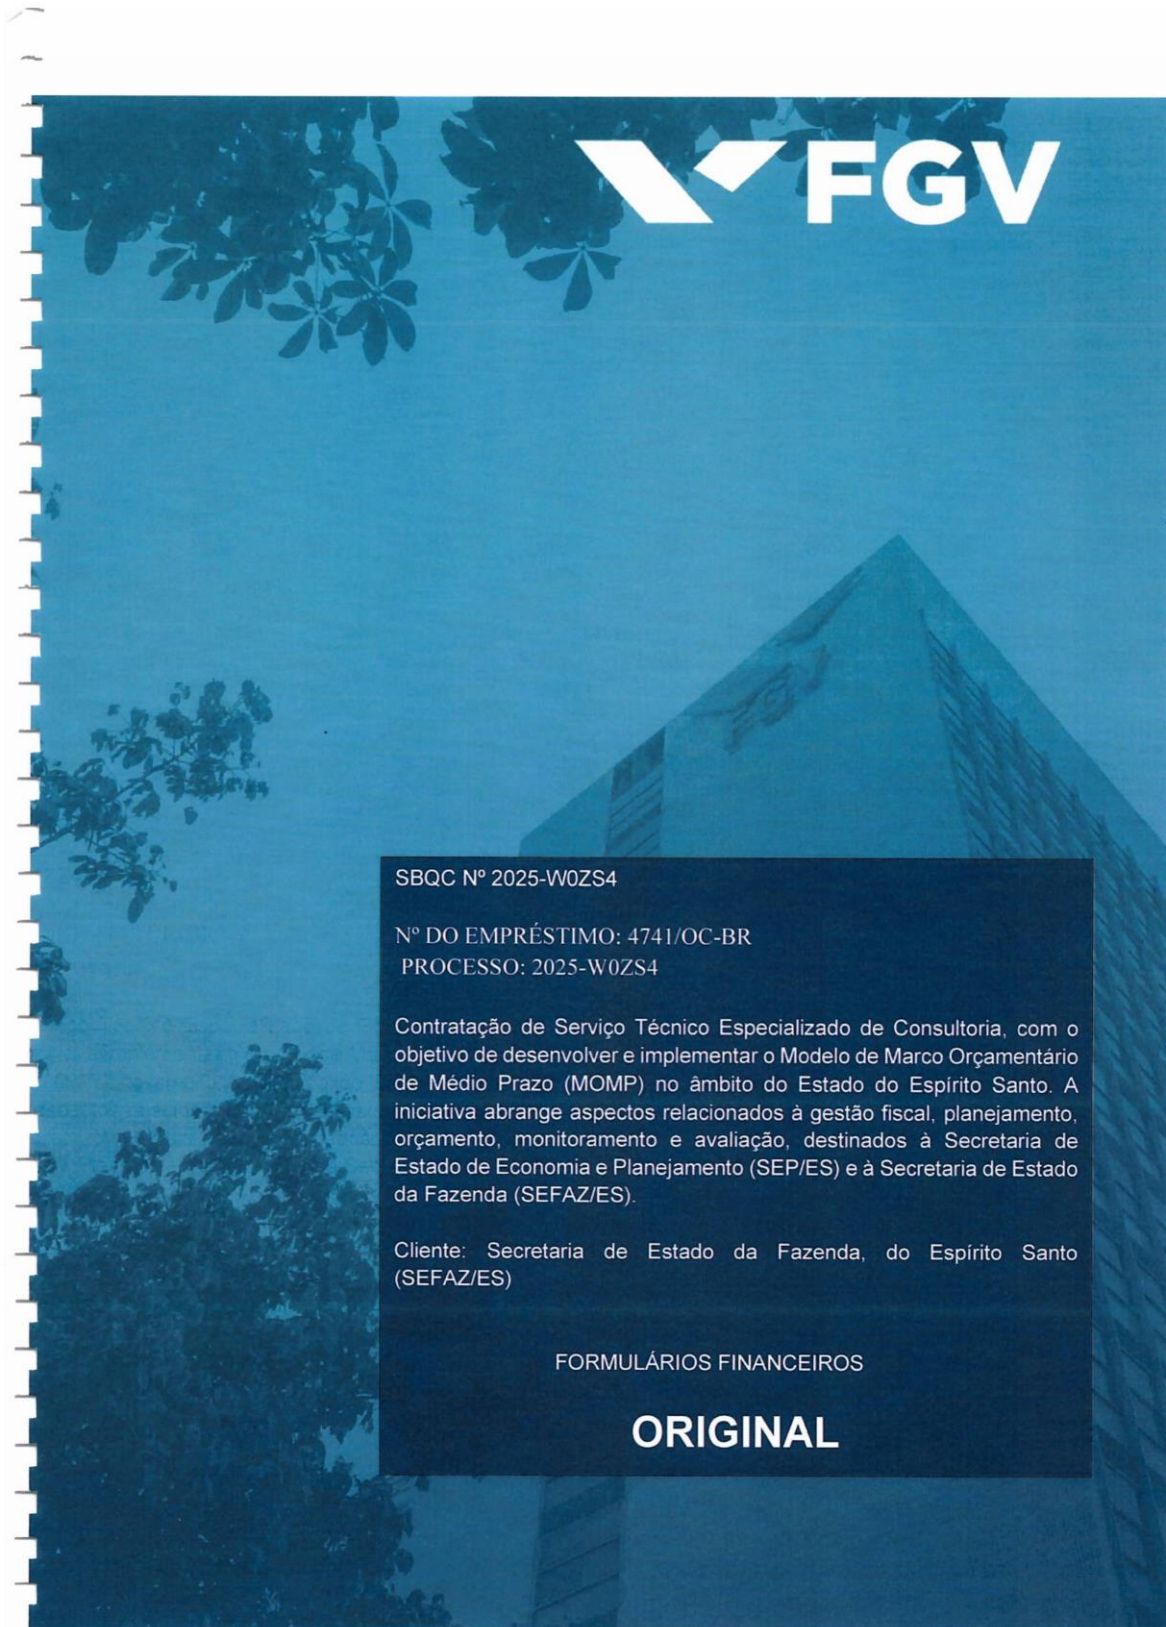 FGV
SBQC Nº 2025-W0ZS4
Nº DO EMPRÉSTIMO: 4741/OC-BR
PROCESSO: 2025-W0ZS4
Contratação de Serviço Técnico Especializado de Consultoria, com o
objetivo de desenvolver e implementar o Modelo de Marco Orçamentário
de Médio Prazo (MOMP) no âmbito do Estado do Espírito Santo. A
iniciativa abrange aspectos relacionados à gestão fiscal, planejamento,
orçamento, monitoramento e avaliação, destinados à Secretaria de
Estado de Economia e Planejamento (SEP/ES) e à Secretaria de Estado
da Fazenda (SEFAZ/ES).
Cliente: Secretaria de Estado da Fazenda, do Espírito Santo
(SEFAZ/ES)
FORMULÁRIOS FINANCEIROS
ORIGINAL